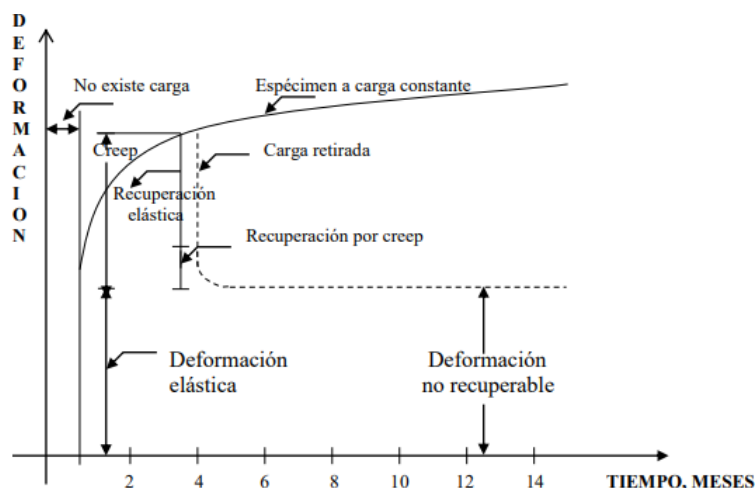 DEFORMACION
No existe carga
Espécimen a carga constante
Creep
Carga retirada
Recuperación
elástica
Recuperación por creep
Deformación
elástica
Deformación
no recuperable
2 4 6 8 10 12 14
TIEMPO, MESES